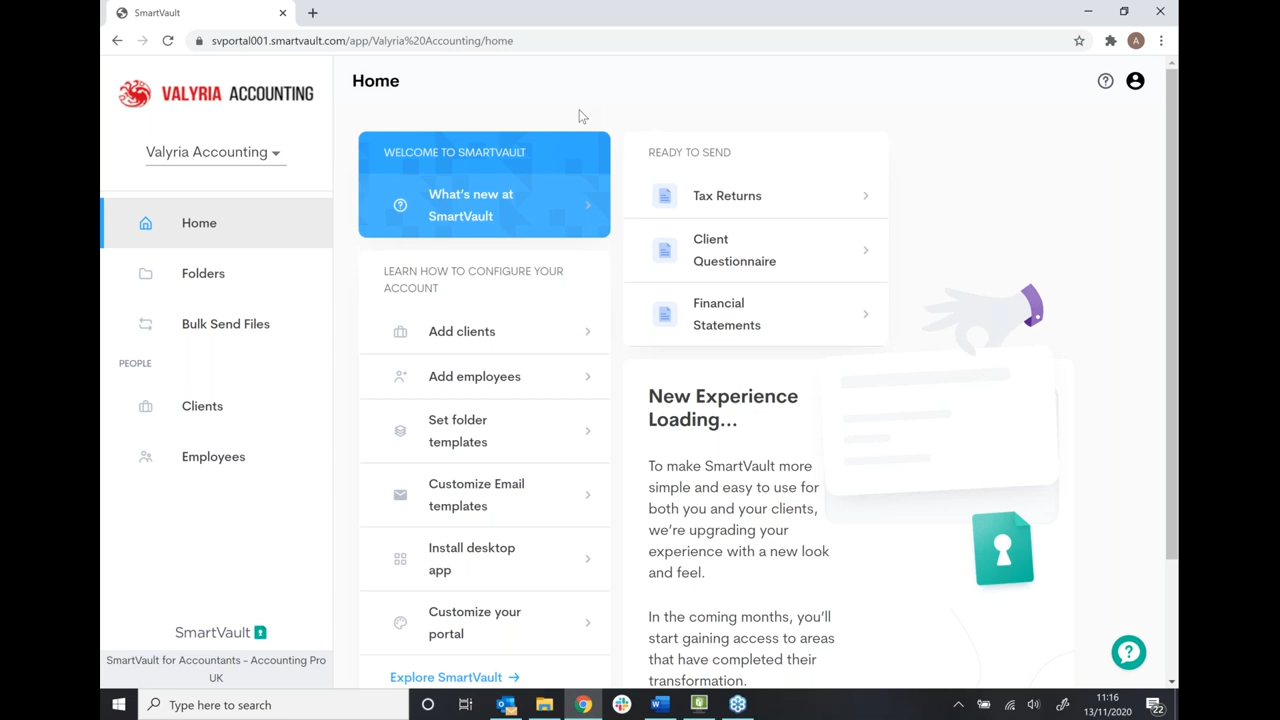 SmartVault
svportal001.smartvault.com/app/Valyria%20Accounting/home
A
VALYRIA ACCOUNTING
Valyria Accounting
Home
Folders
Bulk Send Files
PEOPLE
Clients
Employees
SmartVault
SmartVault for Accountants - Accounting Pro
UK
Home
WELCOME TO SMARTVAULT
What's new at
SmartVault
LEARN HOW TO CONFIGURE YOUR
ACCOUNT
Add clients
Add employees
Set folder
templates
Customize Email
templates
Install desktop
app
Customize your
portal
Explore SmartVault →
READY TO SEND
Tax Returns
Client
Questionnaire
Financial
Statements
New Experience
Loading...
To make SmartVault more
simple and easy to use for
both you and your clients,
we're upgrading your
experience with a new look
and feel.
In the coming months, you'll
start gaining access to areas
that have completed their
transformation.
Type here to search
11:16
13/11/2020
22